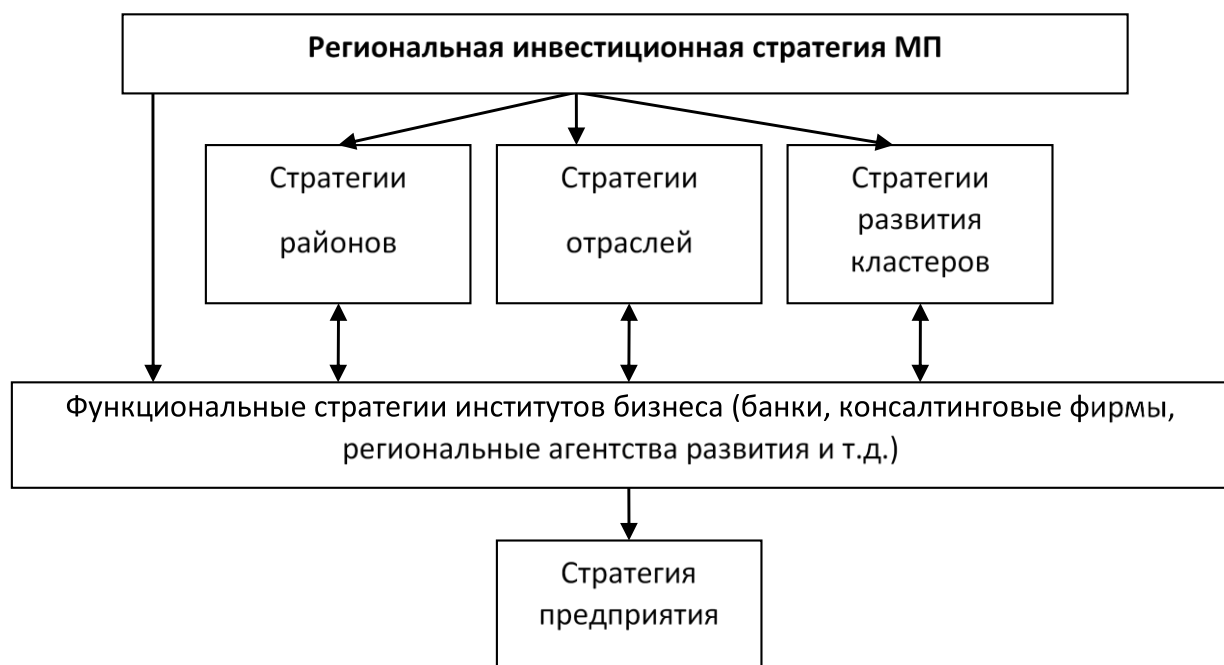 Региональная инвестиционная стратегия МП
Стратегии
районов
Стратегии
отраслей
Стратегии
развития
кластеров
Функциональные стратегии институтов бизнеса (банки, консалтинговые фирмы,
региональные агентства развития и т.д.)
Стратегия
предприятия